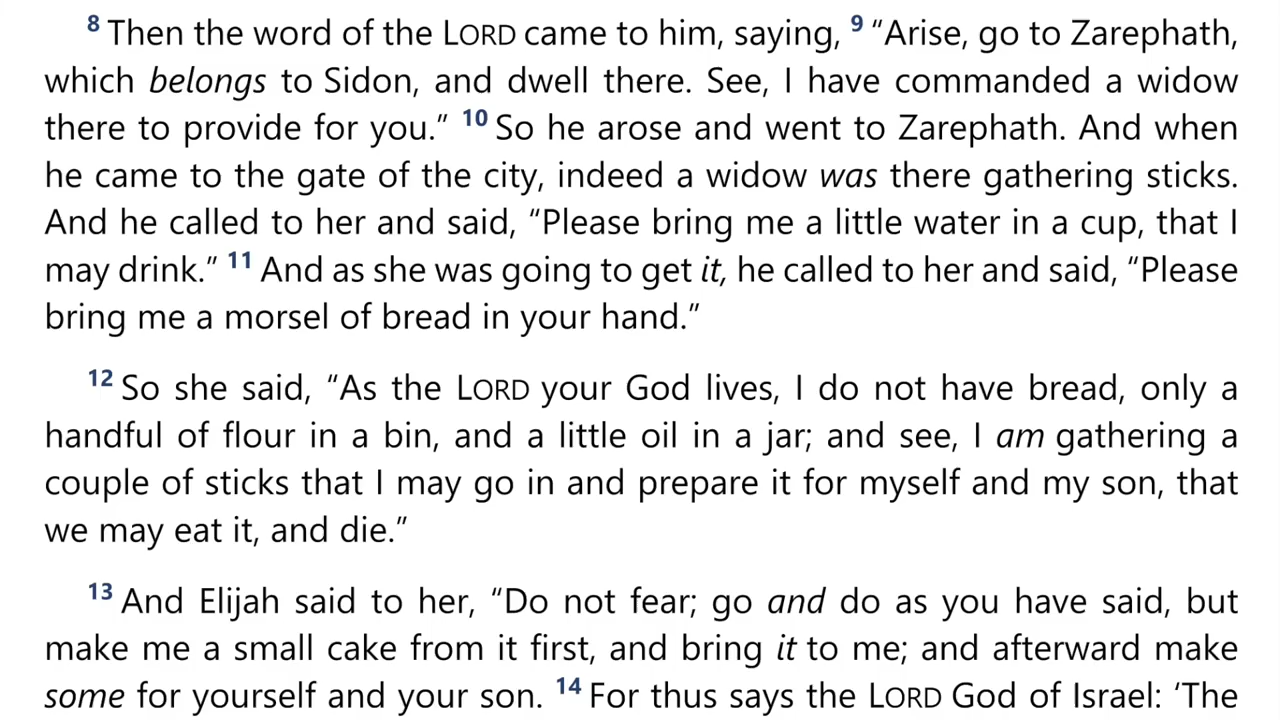 8 Then the word of the LORD came to him, saying, 9 “Arise, go to Zarephath,
which belongs to Sidon, and dwell there. See, I have commanded a widow
there to provide for you.” 10 So he arose and went to Zarephath. And when
he came to the gate of the city, indeed a widow was there gathering sticks.
And he called to her and said, “Please bring me a little water in a cup, that I
may drink.” 11 And as she was going to get it, he called to her and said, “Please
bring me a morsel of bread in your hand.”
12 So she said, “As the LORD your God lives, I do not have bread, only a
handful of flour in a bin, and a little oil in a jar; and see, I am gathering a
couple of sticks that I may go in and prepare it for myself and my son, that
we may eat it, and die.”
13 And Elijah said to her, “Do not fear; go and do as you have said, but
make me a small cake from it first, and bring it to me; and afterward make
some for yourself and your son. 14 For thus says the LORD God of Israel: ‘The